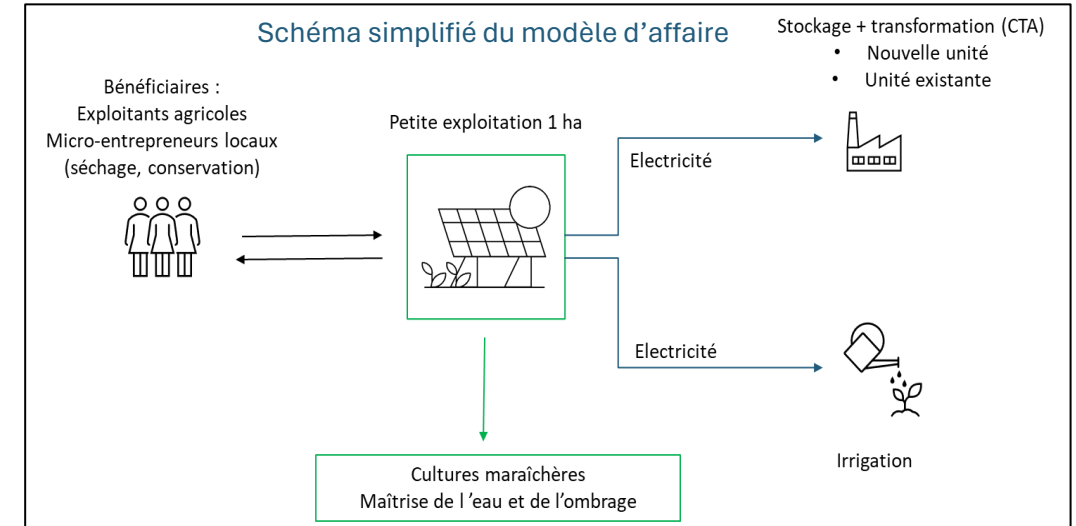 Schéma simplifié du modèle d’affaire
Stockage + transformation (CTA)
• Nouvelle unité
• Unité existante
Bénéficiaires :
Exploitants agricoles
Micro-entrepreneurs locaux
(séchage, conservation)
Petite exploitation 1 ha
Electricité
Electricité
Irrigation
Cultures maraîchères
Maîtrise de l ’eau et de l’ombrage